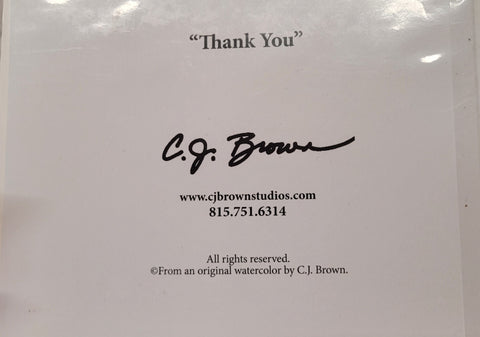 “Thank You”
C.J. Brown
www.cjbrownstudios.com
815.751.6314
All rights reserved.
©From an original watercolor by C.J. Brown.